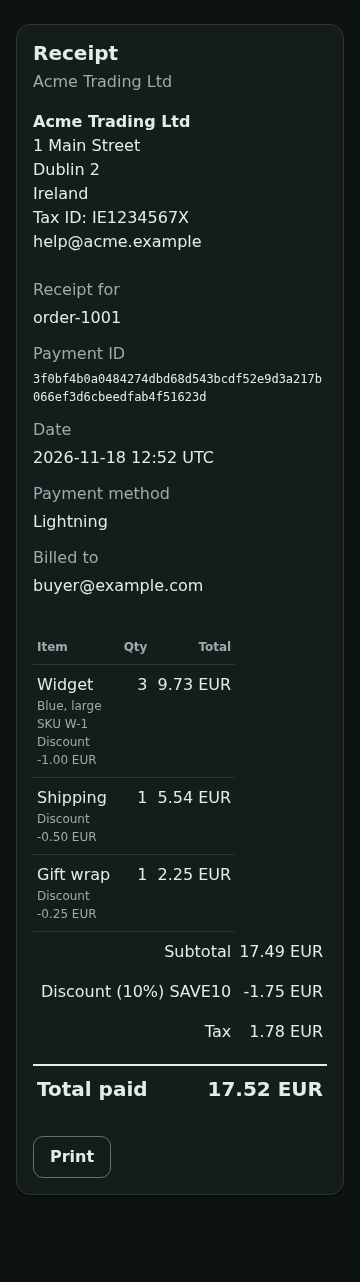 Receipt
Acme Trading Ltd
Acme Trading Ltd
1 Main Street
Dublin 2
Ireland
Tax ID: IE1234567X
help@acme.example
Receipt for
order-1001
Payment ID
3f0bf4b0a0484274dbd68d543bcdf52e9d3a217b
066ef3d6cbeedfab4f51623d
Date
2026-11-18 12:52 UTC
Payment method
Lightning
Billed to
buyer@example.com
Item Qty Total
Widget 3 9.73 EUR
Blue, large
SKU W-1
Discount
-1.00 EUR
Shipping 1 5.54 EUR
Discount
-0.50 EUR
Gift wrap 1 2.25 EUR
Discount
-0.25 EUR
Subtotal 17.49 EUR
Discount (10%) SAVE10 -1.75 EUR
Tax 1.78 EUR
Total paid 17.52 EUR
Print